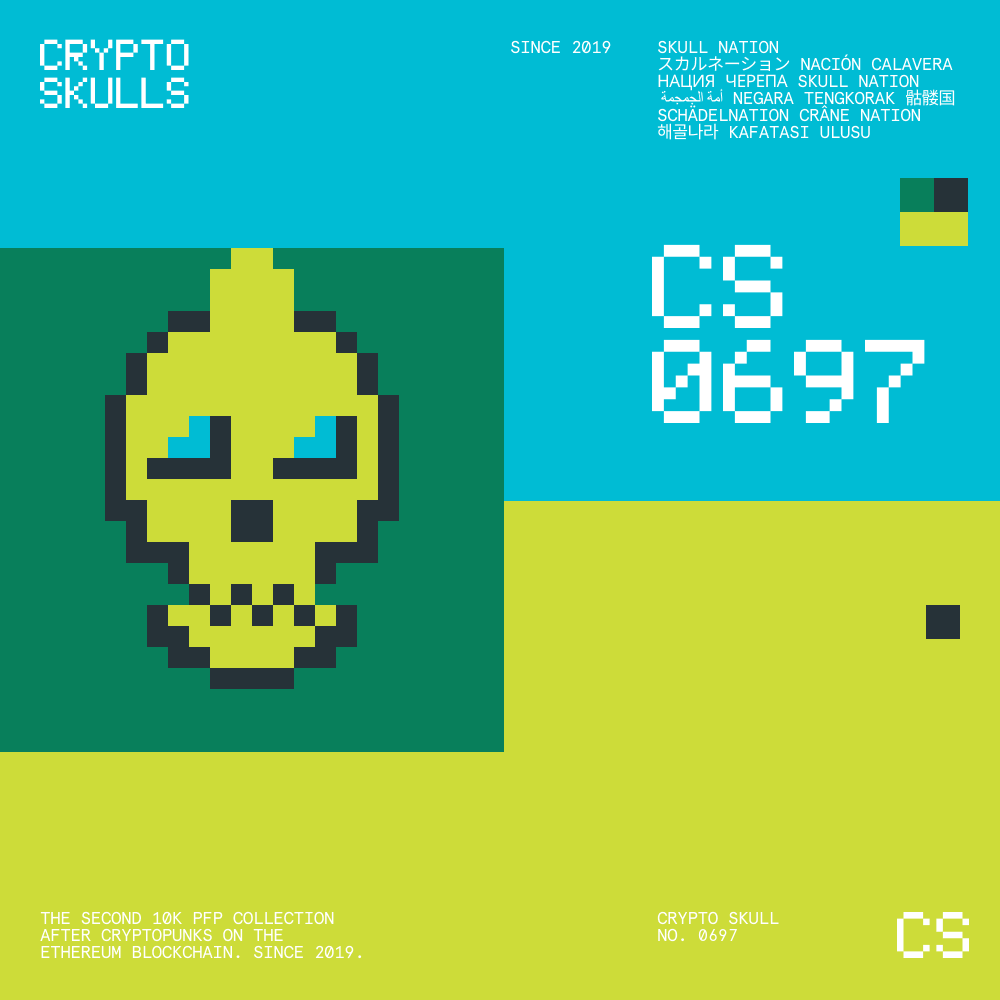 CRYPTO
SKULLS
SINCE 2019
SKULL NATION
スカルネーション NACIÓN CALAVERA
НАЦИЯ ЧЕРЕПА SKULL NATION
أمة الجمجمة NEGARA TENGKORAK 骷髅国
SCHÄDELNATION CRÂNE NATION
해골나라 KAFATASI ULUSU
CS
0697
THE SECOND 10K PFP COLLECTION
AFTER CRYPTOPUNKS ON THE
ETHEREUM BLOCKCHAIN. SINCE 2019.
CRYPTO SKULL
NO. 0697
CS